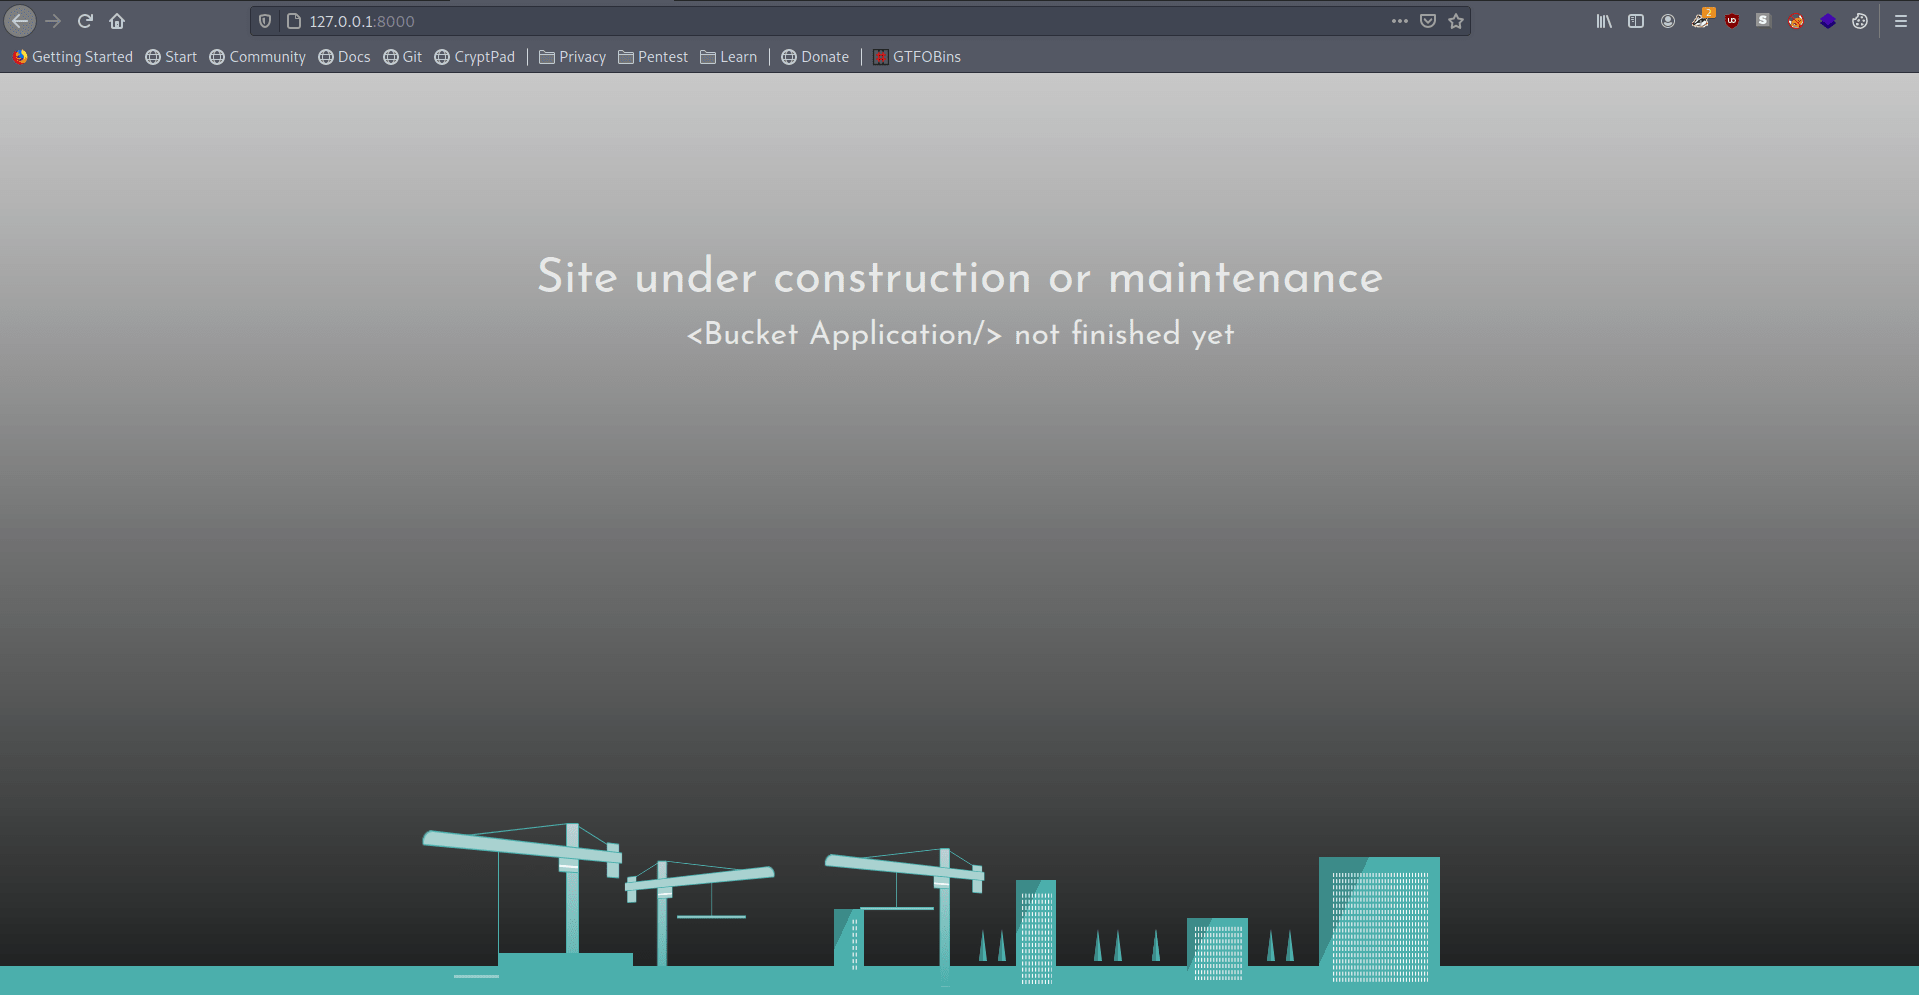 127.0.0.1:8000
2
Getting Started Start Community Docs Git CryptPad Privacy Pentest Learn Donate GTFOBins
Site under construction or maintenance
<Bucket Application/> not finished yet